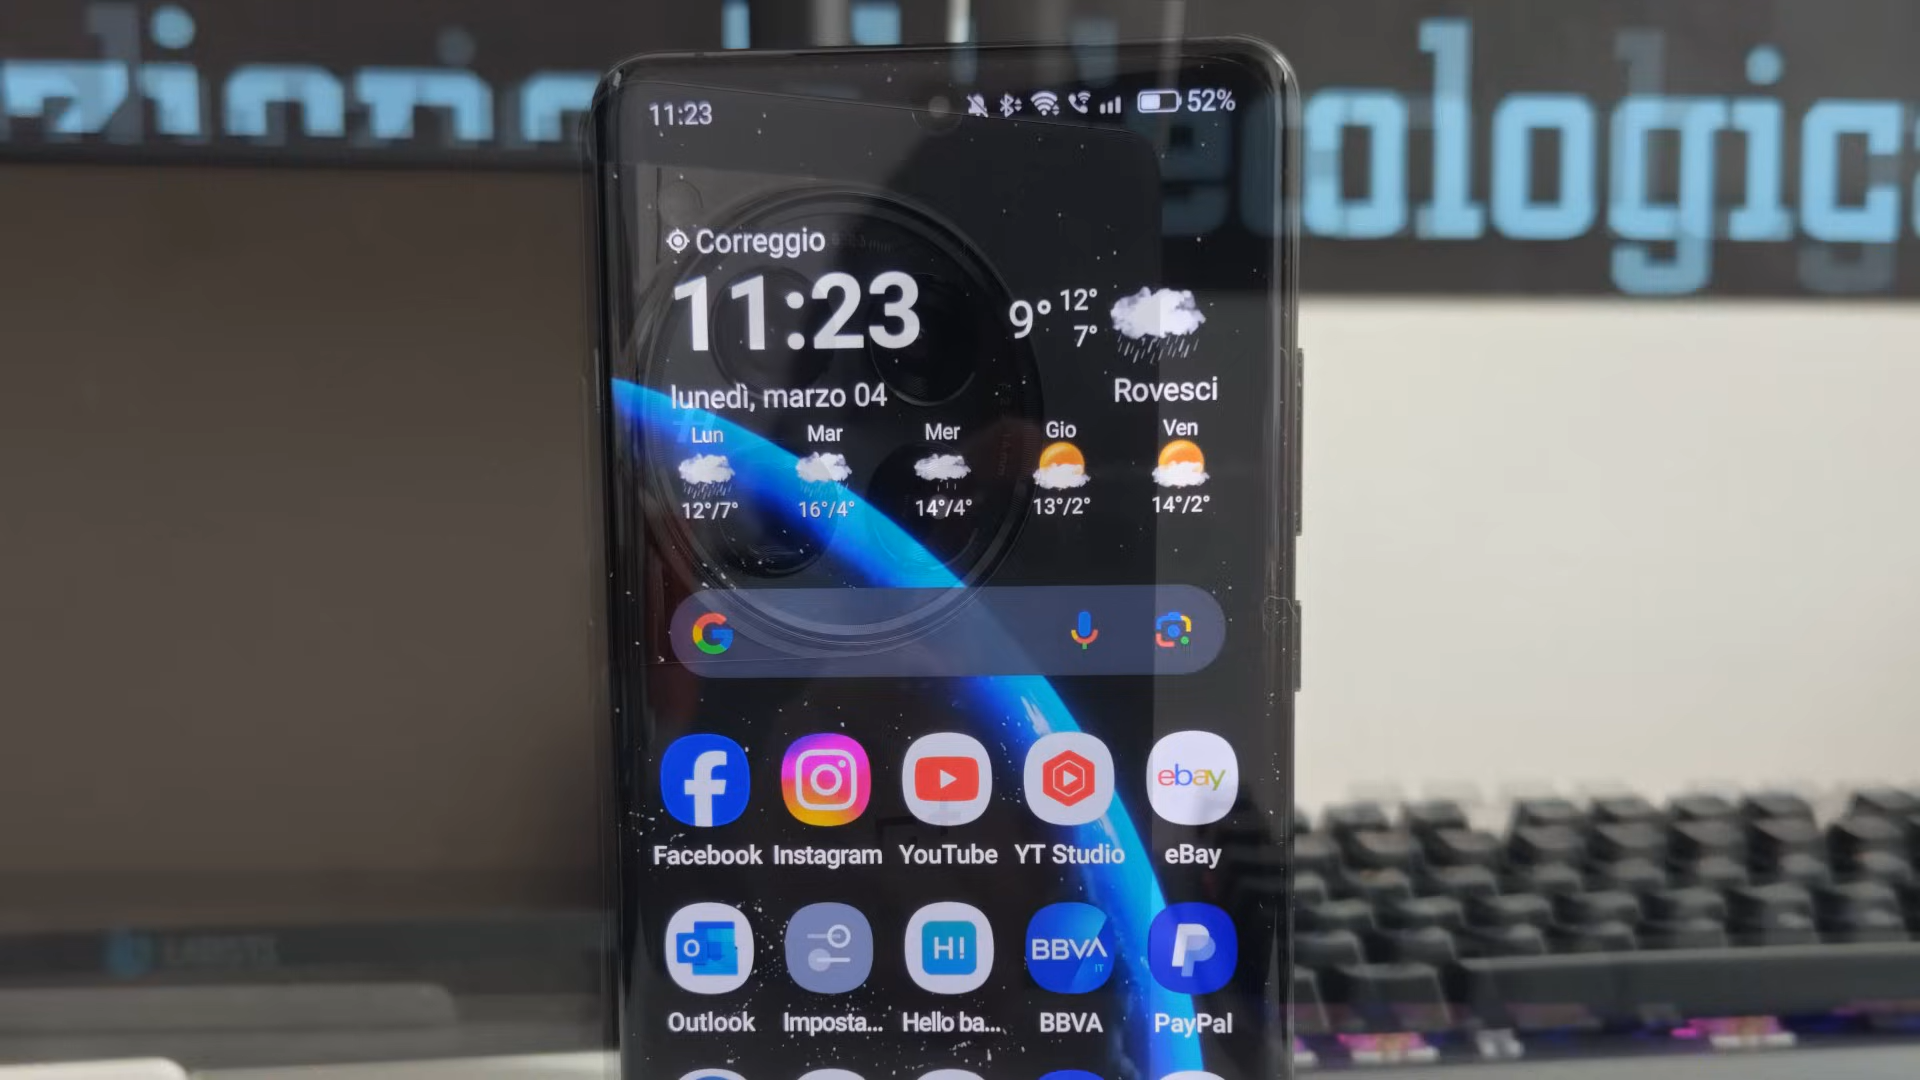 ologica
11:23
52%
Correggio
11:23
9° 12°
7°
lunedì, marzo 04
Rovesci
Lun Mar Mer Gio Ven
12°/7° 16°/4° 14°/4° 13°/2° 14°/2°
ebay
Facebook Instagram YouTube YT Studio eBay
H!
BBVA
IT
Outlook Imposta... Hello ba... BBVA PayPal